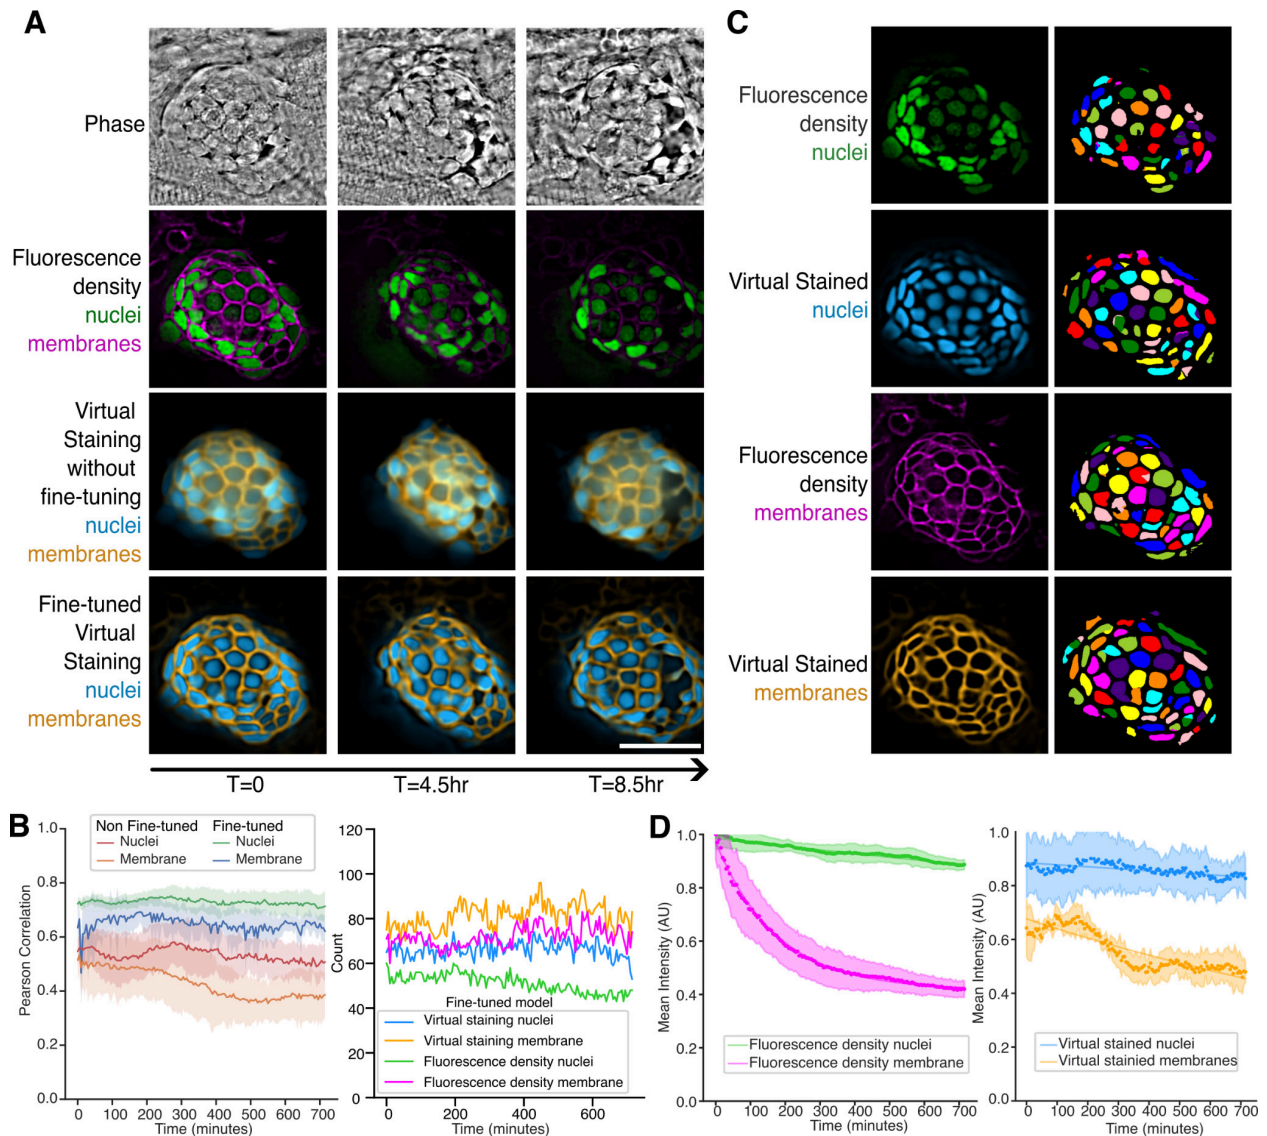 A
Phase
Fluorescence
density
nuclei
membranes
Virtual
Staining
without
fine-tuning
nuclei
membranes
Fine-tuned
Virtual
Staining
nuclei
membranes
T=0
T=4.5hr
T=8.5hr
C
Fluorescence
density
nuclei
Virtual Stained
nuclei
Fluorescence
density
membranes
Virtual Stained
membranes
B
Non Fine-tuned
Nuclei
Membrane
Fine-tuned
Nuclei
Membrane
Pearson Correlation
1.0
0.8
0.6
0.4
0.2
0.0
0 100 200 300 400 500 600 700
Time (minutes)
Count
120
100
80
60
40
20
0
Fine-tuned model
Virtual staining nuclei
Virtual staining membrane
Fluorescence density nuclei
Fluorescence density membrane
0 200 400 600
Time (minutes)
D
Mean Intensity (AU)
1.0
0.8
0.6
0.4
0.2
0.0
Fluorescence density nuclei
Fluorescence density membrane
0 100 200 300 400 500 600 700
Time (minutes)
Mean Intensity (AU)
1.0
0.8
0.6
0.4
0.2
0.0
Virtual stained nuclei
Virtual stainied membranes
0 100 200 300 400 500 600 700
Time (minutes)